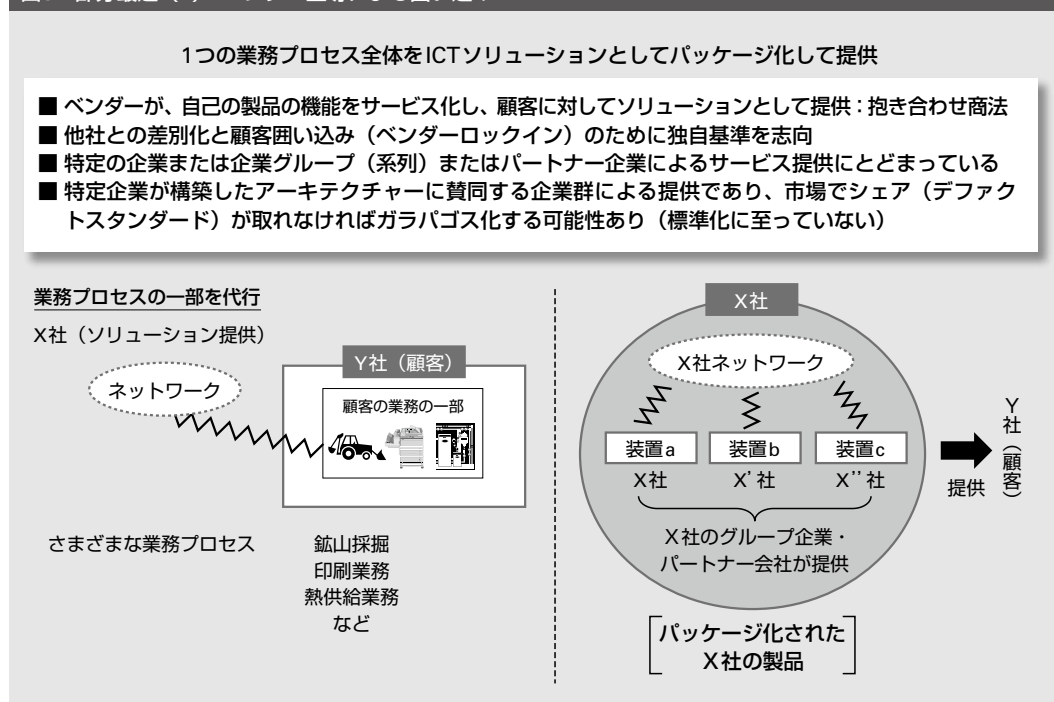 1つの業務プロセス全体をICTソリューションとしてパッケージ化して提供
■ ベンダーが、自己の製品の機能をサービス化し、顧客に対してソリューションとして提供：抱き合わせ商法
■ 他社との差別化と顧客囲い込み（ベンダーロックイン）のために独自基準を志向
■ 特定の企業または企業グループ（系列）またはパートナー企業によるサービス提供にとどまっている
■ 特定企業が構築したアーキテクチャーに賛同する企業群による提供であり、市場でシェア（デファク
トスタンダード）が取れなければガラパゴス化する可能性あり（標準化に至っていない）
業務プロセスの一部を代行
X社（ソリューション提供）
ネットワーク
Y社（顧客）
顧客の業務の一部
さまざまな業務プロセス
鉱山採掘
印刷業務
熱供給業務
など
X社
X社ネットワーク
装置a
装置b
装置c
X社
X'社
X''社
X社のグループ企業・
パートナー会社が提供
提供
Y社（顧客）
パッケージ化された
X社の製品